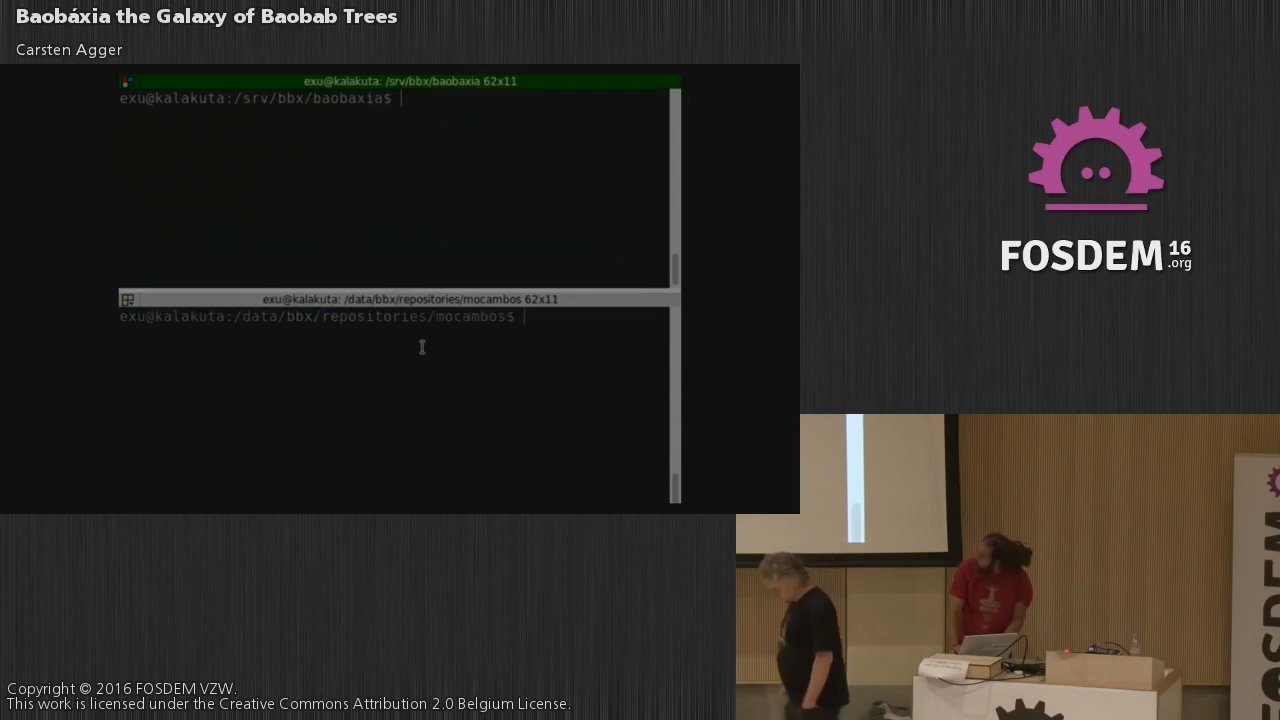 Baobáxia the Galaxy of Baobab Trees
Carsten Agger
exu@kalakuta: /srv/bbx/baobaxia 62x11
exu@kalakuta:/srv/bbx/baobaxia$
exu@kalakuta: /data/bbx/repositories/mocambos 62x11
exu@kalakuta:/data/bbx/repositories/mocambos$
FOSDEM 16
.org
FOSDEM
Copyright © 2016 FOSDEM VZW.
This work is licensed under the Creative Commons Attribution 2.0 Belgium License.